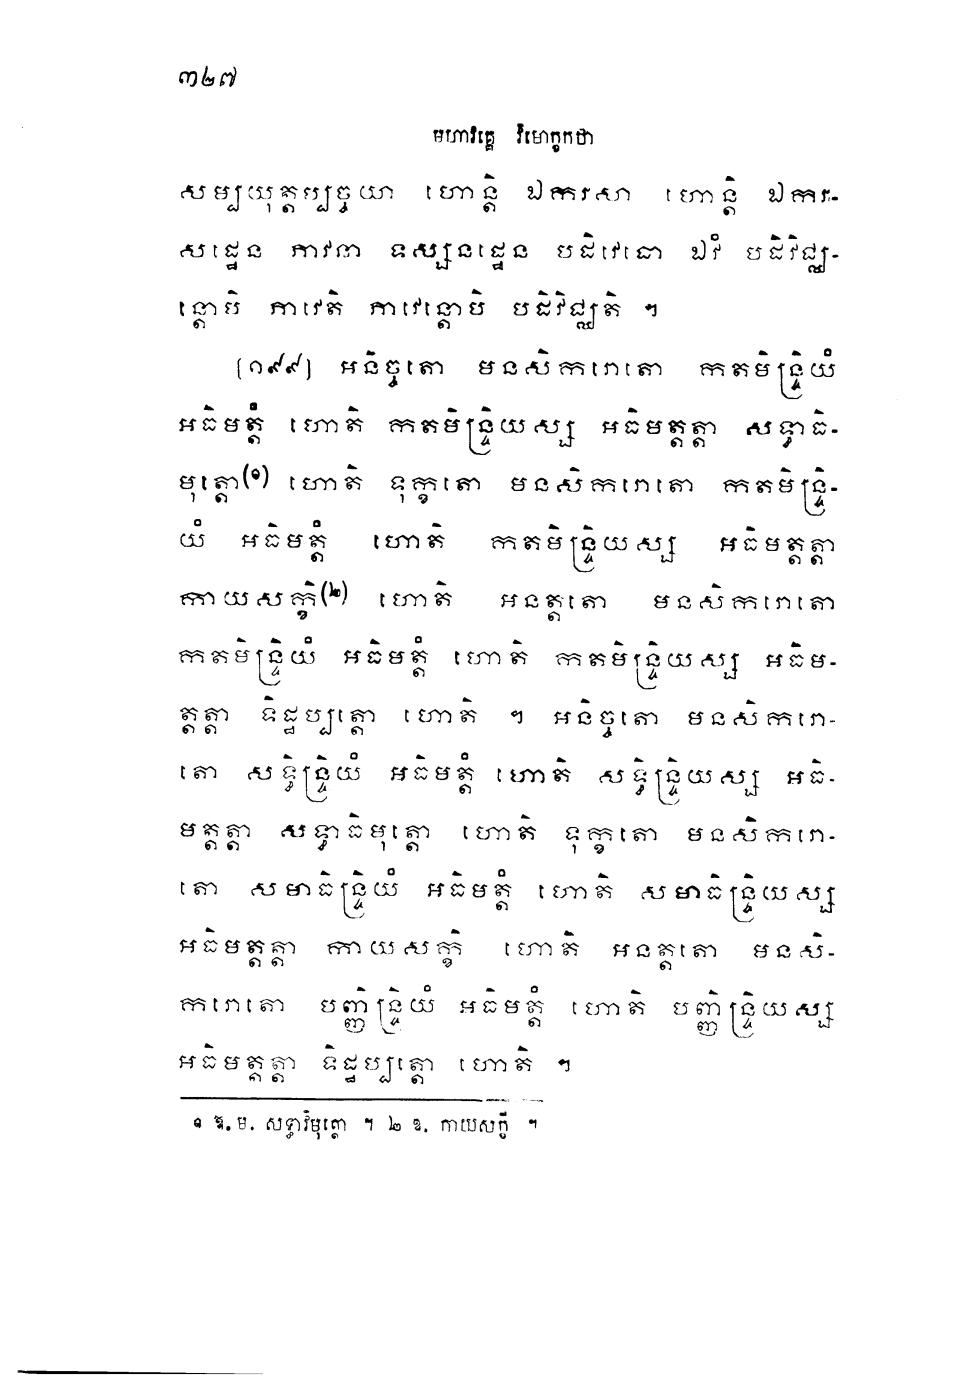 ៣២៧
មហាវគ្គេ វិមោក្ខកថា
សម្បយុត្តប្បច្ចយា ហោន្តិ ឯករសា ហោន្តិ ឯករ-
សដ្ឋេន ភាវនា ទស្សនដ្ឋេន បដិវេធោ ឯវំ បដិវិជ្ឈ-
ន្តោបិ ភាវេតិ ភាវេន្តោបិ បដិវិជ្ឈតិ ។
[១៩៩] អនិច្ចតោ មនសិករោតោ កតមិន្ទ្រិយំ
អធិមត្តំ ហោតិ កតមិន្ទ្រិយស្ស អធិមត្តត្តា សទ្ធាធិ-
មុត្តោ(១) ហោតិ ទុក្ខតោ មនសិករោតោ កតមិន្ទ្រិ-
យំ អធិមត្តំ ហោតិ កតមិន្ទ្រិយស្ស អធិមត្តត្តា
កាយសក្ខិ(២) ហោតិ អនត្តតោ មនសិករោតោ
កតមិន្ទ្រិយំ អធិមត្តំ ហោតិ កតមិន្ទ្រិយស្ស អធិម-
ត្តត្តា ទិដ្ឋប្បត្តោ ហោតិ ។ អនិច្ចតោ មនសិករោ-
តោ សទ្ធិន្ទ្រិយំ អធិមត្តំ ហោតិ សទ្ធិន្ទ្រិយស្ស អធិ-
មត្តត្តា សទ្ធាធិមុត្តោ ហោតិ ទុក្ខតោ មនសិករោ-
តោ សមាធិន្ទ្រិយំ អធិមត្តំ ហោតិ សមាធិន្ទ្រិយស្ស
អធិមត្តត្តា កាយសក្ខិ ហោតិ អនត្តតោ មនសិ-
ករោតោ បញ្ញិន្ទ្រិយំ អធិមត្តំ ហោតិ បញ្ញិន្ទ្រិយស្ស
អធិមត្តត្តា ទិដ្ឋប្បត្តោ ហោតិ ។
១ ឱ. ម. សទ្ធាវិមុត្តោ ។ ២ ឱ. កាយសក្ខី ។